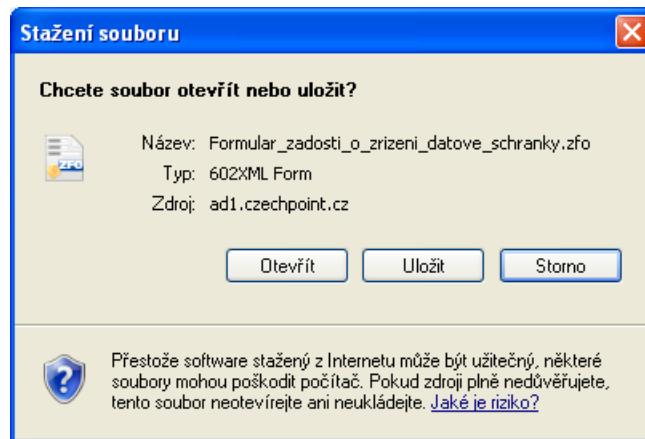 Stažení souboru
Chcete soubor otevřít nebo uložit?
ZFO
Název: Formular_zadosti_o_zrizeni_datove_schranky.zfo
Typ: 602XML Form
Zdroj: ad1.czechpoint.cz
Otevřít Uložit Storno
Přestože software stažený z Internetu může být užitečný, některé
soubory mohou poškodit počítač. Pokud zdroji plně nedůvěřujete,
tento soubor neotevírejte ani neukládejte. Jaké je riziko?